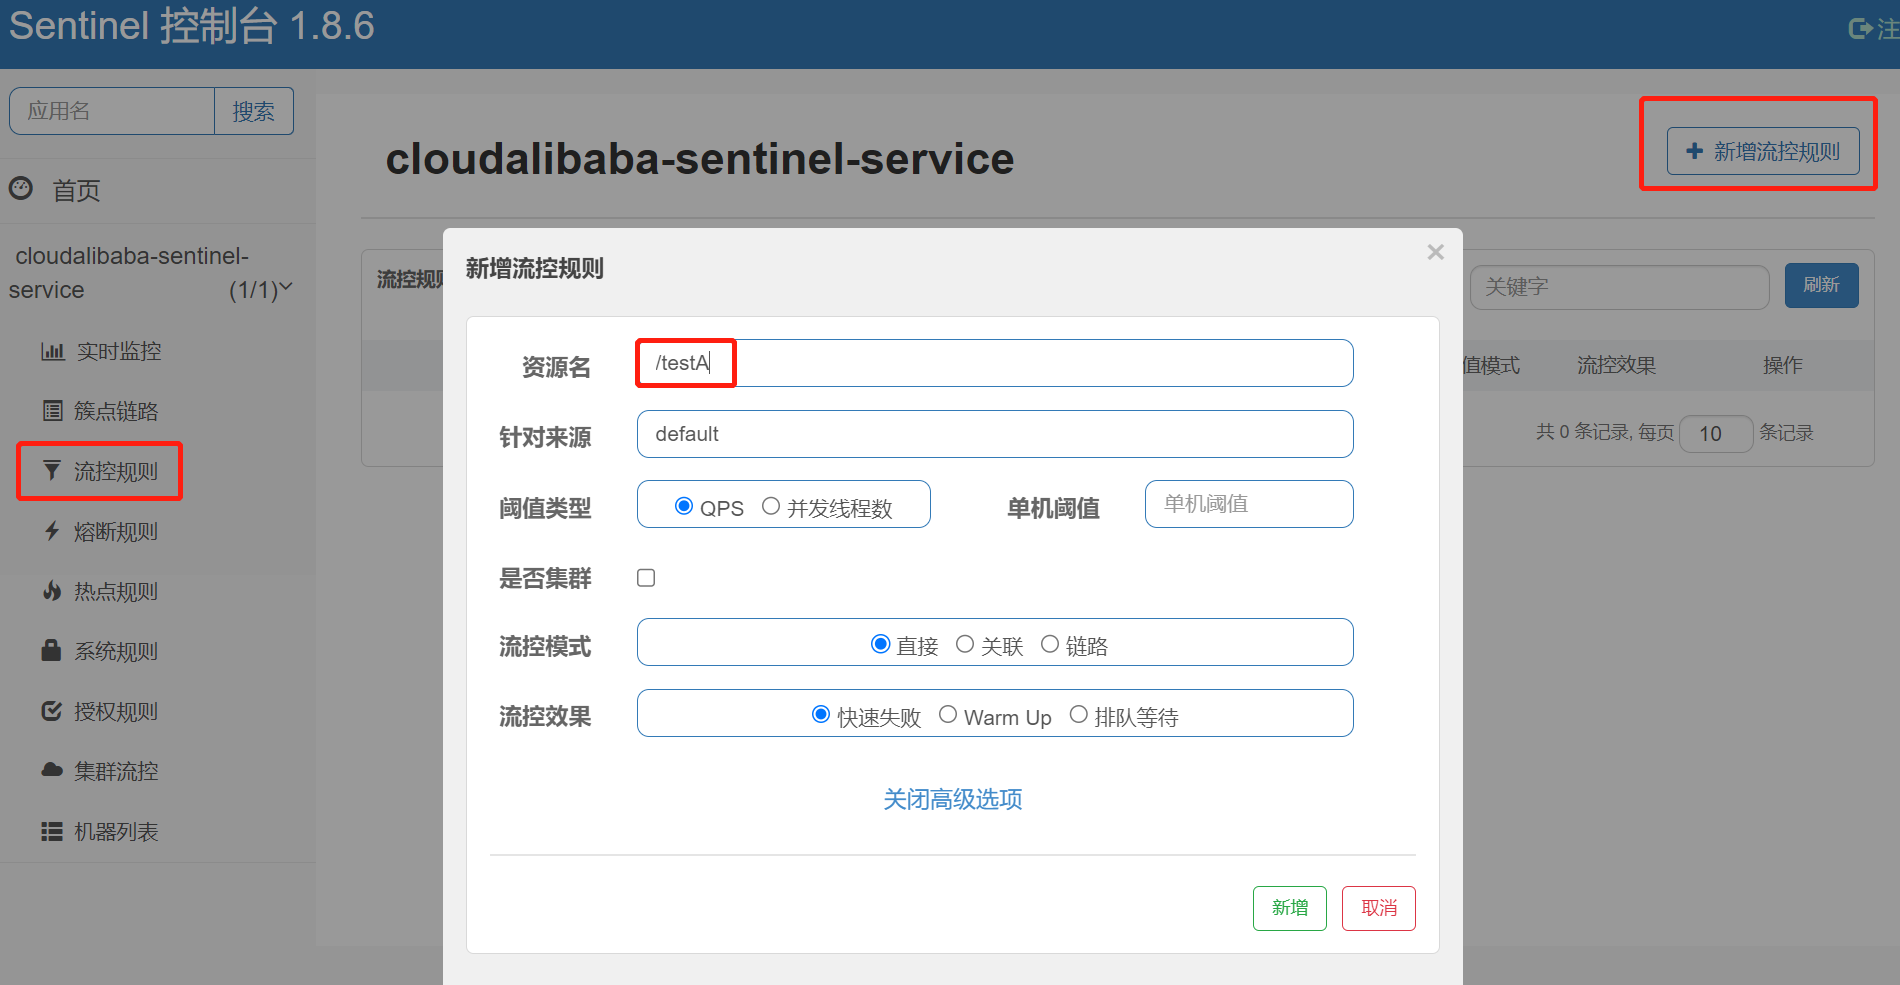 Sentinel 控制台 1.8.6
注
应用名 搜索
首页
cloudalibaba-sentinel-
service (1/1)
实时监控
簇点链路
流控规则
熔断规则
热点规则
系统规则
授权规则
集群流控
机器列表
cloudalibaba-sentinel-service
新增流控规则
流控规则
关键字 刷新
值模式 流控效果 操作
共 0 条记录, 每页 10 条记录
新增流控规则
×
资源名 /testA
针对来源 default
阈值类型 QPS 并发线程数 单机阈值 单机阈值
是否集群
流控模式 直接 关联 链路
流控效果 快速失败 Warm Up 排队等待
关闭高级选项
新增 取消